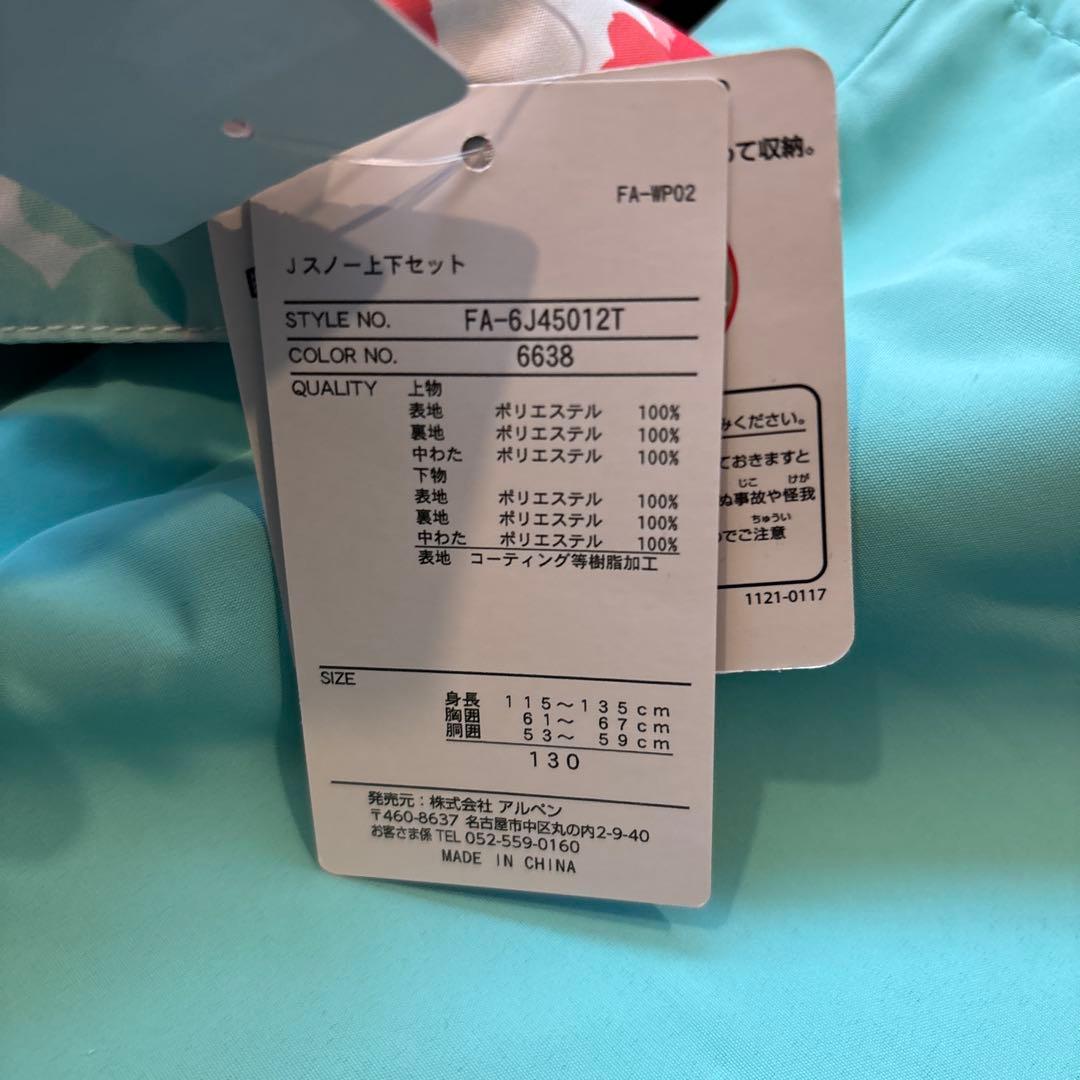 FA-WP02
Jスノー上下セット
STYLE NO. FA-6J45012T
COLOR NO. 6638
QUALITY 上物
表地 ポリエステル 100%
裏地 ポリエステル 100%
中わた ポリエステル 100%
下物
表地 ポリエステル 100%
裏地 ポリエステル 100%
中わた ポリエステル 100%
表地 コーティング等樹脂加工
SIZE
身長 115~135cm
胸囲 61~ 67cm
胴囲 53~ 59cm
130
発売元:株式会社 アルペン
〒460-8637 名古屋市中区丸の内2-9-40
お客さま係 TEL 052-559-0160
MADE IN CHINA
て収納。
ください。
ておきますと
じこ けが
ぬ事故や怪我
ちゅうい
でご注意
1121-0117